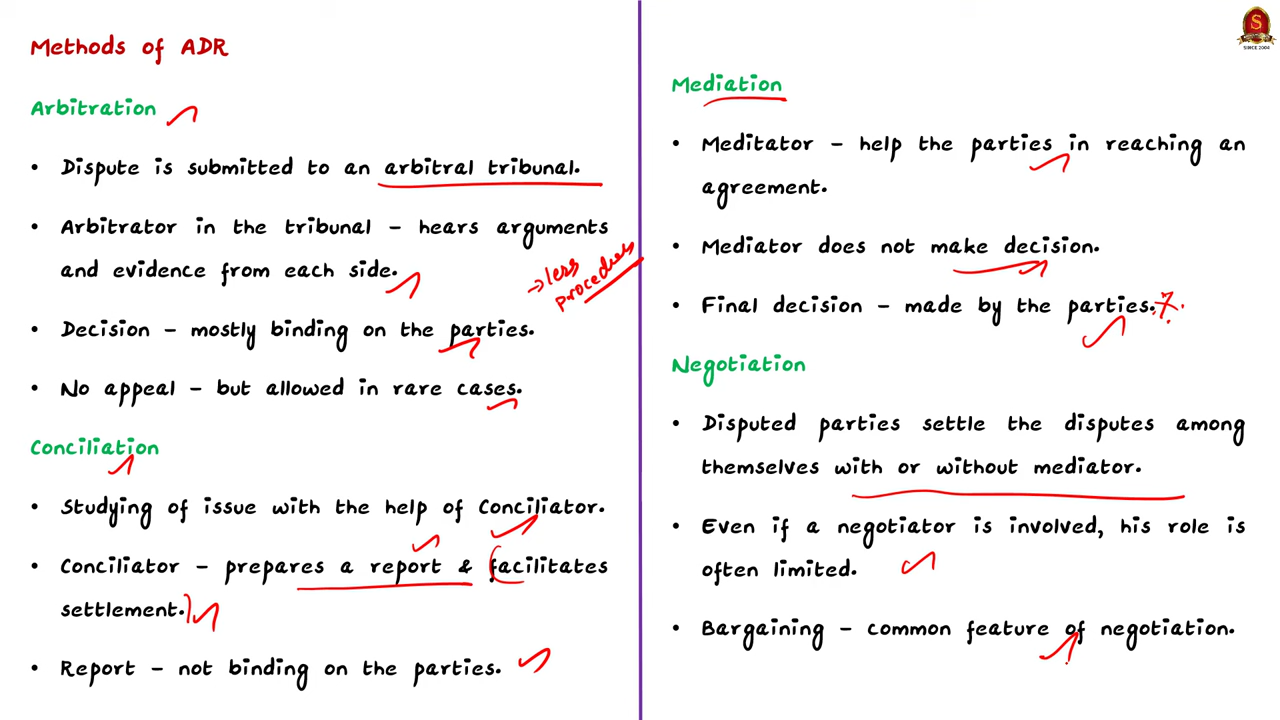 Methods of ADR
Arbitration
• Dispute is submitted to an arbitral tribunal.
• Arbitrator in the tribunal – hears arguments
and evidence from each side.
→ less
procedures
• Decision – mostly binding on the parties.
• No appeal – but allowed in rare cases.
Conciliation
• Studying of issue with the help of Conciliator.
• Conciliator – prepares a report & facilitates
settlement.
• Report – not binding on the parties.
S
SINCE 2004
Mediation
• Meditator – help the parties in reaching an
agreement.
• Mediator does not make decision.
• Final decision – made by the parties.
Negotiation
• Disputed parties settle the disputes among
themselves with or without mediator.
• Even if a negotiator is involved, his role is
often limited.
• Bargaining – common feature of negotiation.